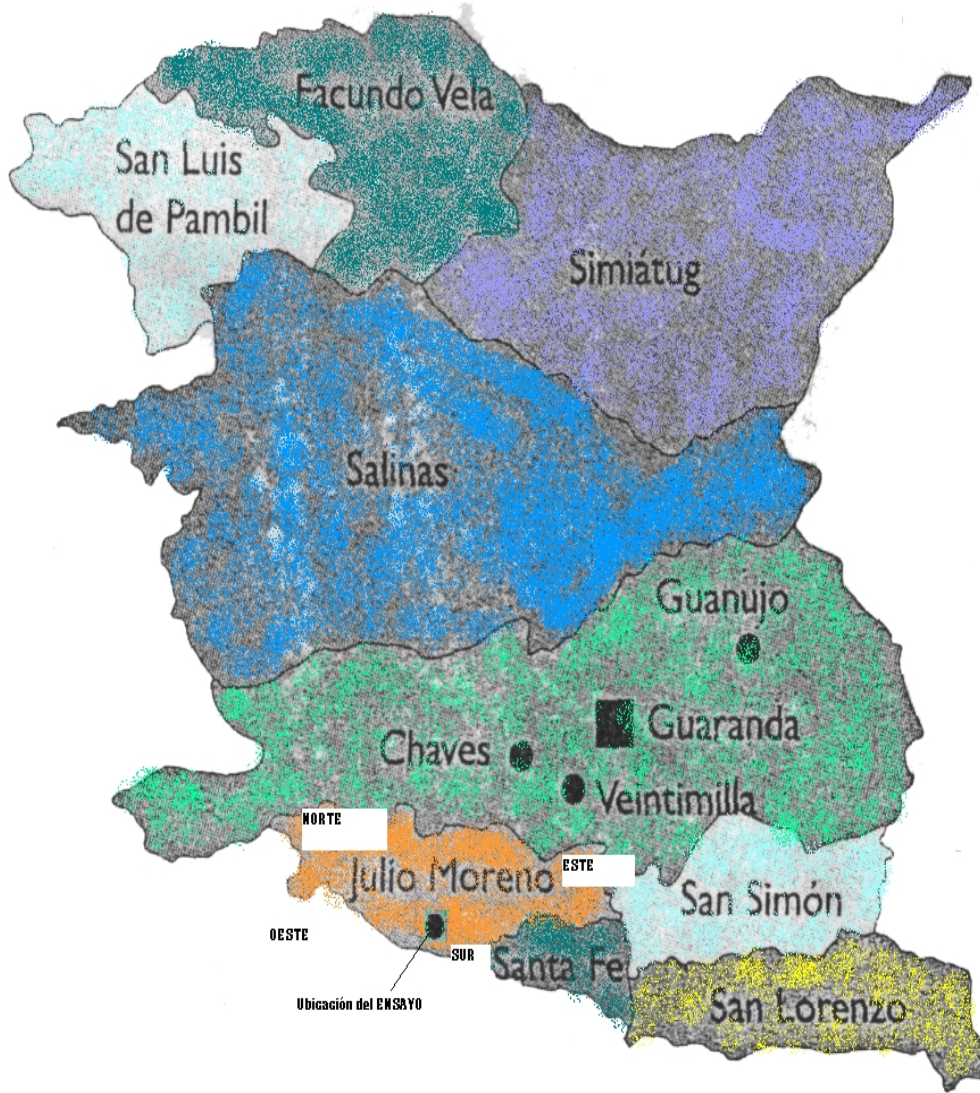 Facundo Vela
San Luis
de Pambil
Simiátug
Salinas
Guanujo
Guaranda
Chaves
Veintimilla
NORTE
ESTE
Julio Moreno
San Simón
OESTE
SUR
Santa Fe
Ubicación del ENSAYO
San Lorenzo